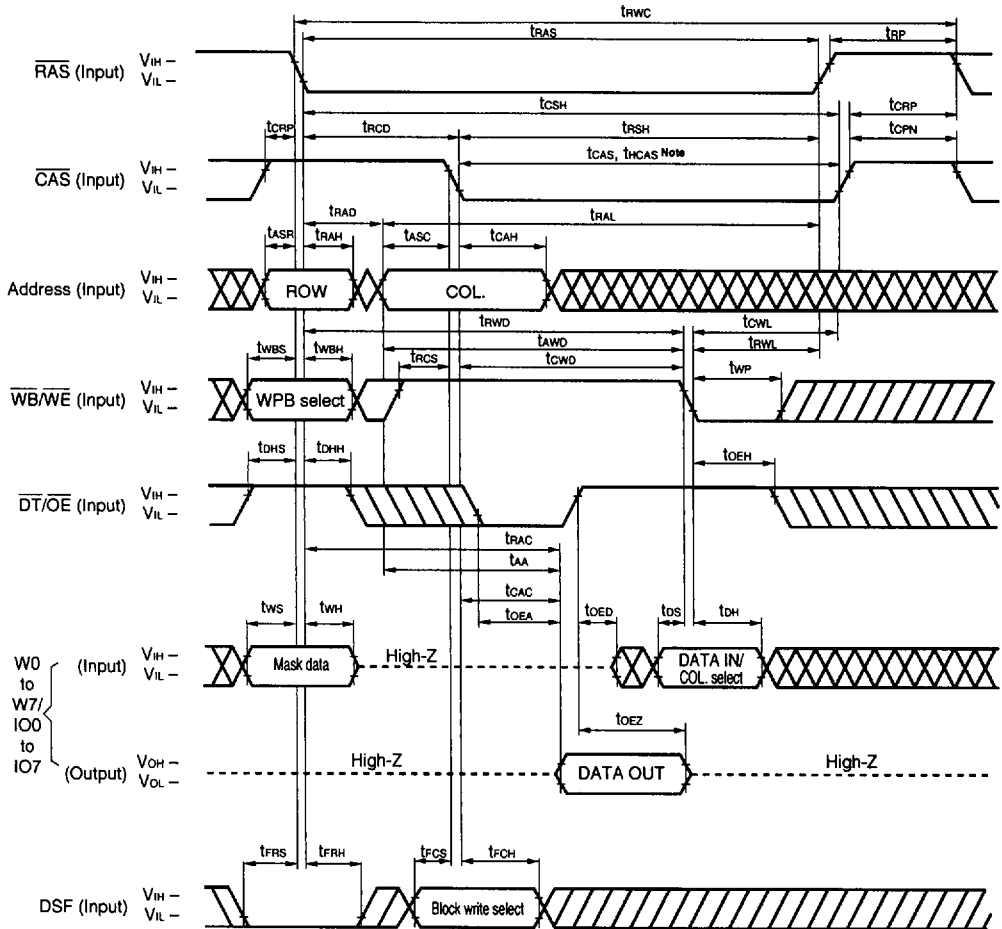 tRWC
tRAS
tRP
RAS (Input)
VIH –
VIL –
tCSH
tCRP
tCRP
tRCD
tRSH
tCPN
tCAS, tHCAS Note
CAS (Input)
VIH –
VIL –
tRAD
tRAL
tASR
tRAH
tASC
tCAH
Address (Input)
VIH –
VIL –
ROW
COL.
tRWD
tCWL
tAWD
tRWL
tWBS
tWBH
tRCS
tCWD
tWP
WB/WE (Input)
VIH –
VIL –
WPB select
tDHS
tDHH
tOEH
DT/OE (Input)
VIH –
VIL –
tRAC
tAA
tCAC
tOEA
tOED
tDS
tDH
tWS
tWH
W0
to
W7/
IO0
to
IO7
(Input)
VIH –
VIL –
Mask data
High-Z
DATA IN/
COL. select
tOEZ
(Output)
VOH –
VOL –
High-Z
DATA OUT
High-Z
tFRS
tFRH
tFCS
tFCH
DSF (Input)
VIH –
VIL –
Block write select